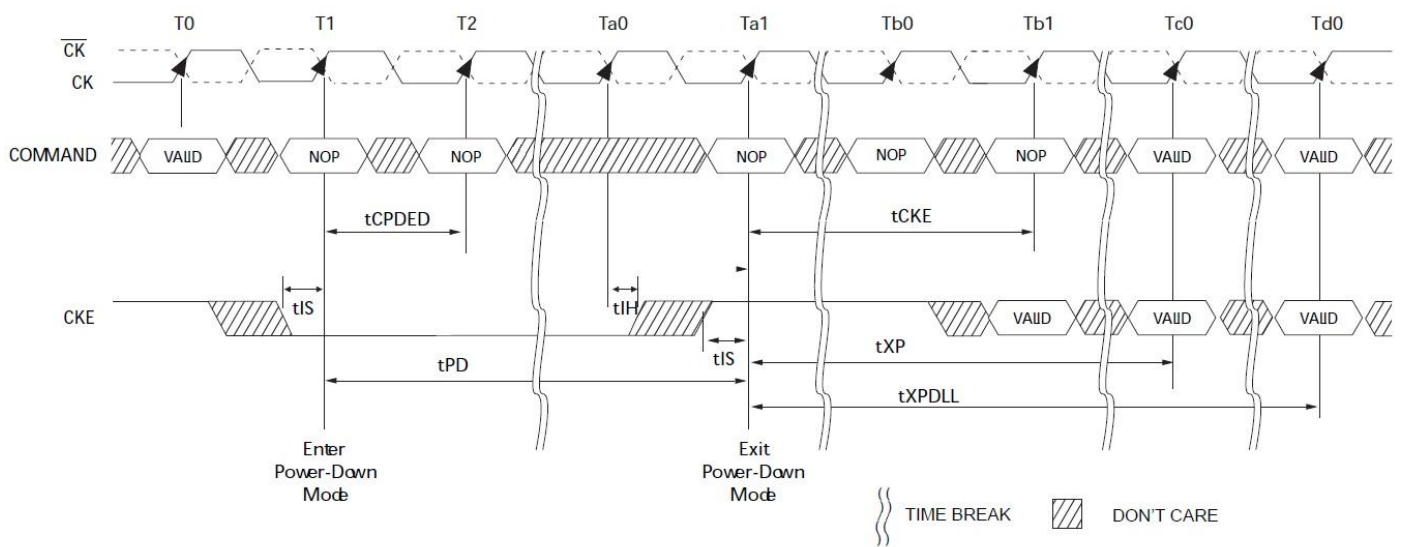 T0 T1 T2 Ta0 Ta1 Tb0 Tb1 Tc0 Td0
CK
CK
COMMAND VALID NOP NOP NOP NOP NOP VALID VALID
tCPDED tCKE
tIS tIH
CKE VALID VALID VALID
tIS
tPD tXP
tXPDLL
Enter
Power-Down
Mode
Exit
Power-Down
Mode
TIME BREAK DON'T CARE